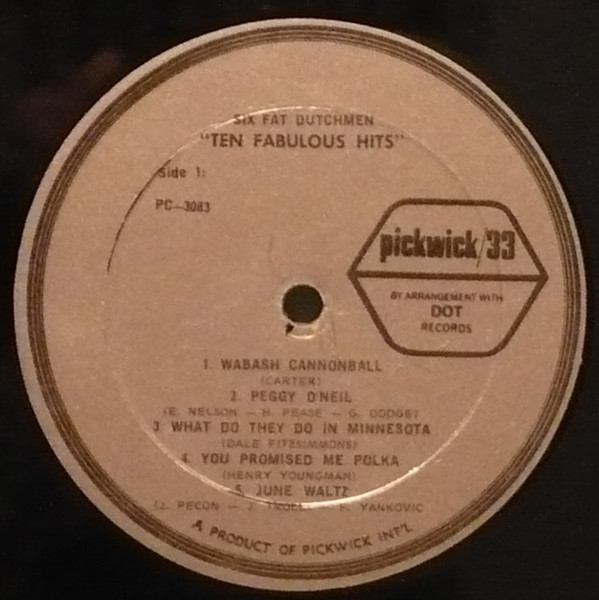 SIX FAT DUTCHMEN
"TEN FABULOUS HITS"
Side 1:
PC-3083
pickwick/33
BY ARRANGEMENT WITH
DOT
RECORDS
1. WABASH CANNONBALL
(CARTER)
2. PEGGY O'NEIL
(E. NELSON - H. PEASE - G. DODGE)
3 WHAT DO THEY DO IN MINNESOTA
(DALE FITZSIMMONS)
4. YOU PROMISED ME POLKA
(HENRY YOUNGMAN)
5. JUNE WALTZ
PECON - J. - YANKOVIC
A PRODUCT OF PICKWICK INT'L